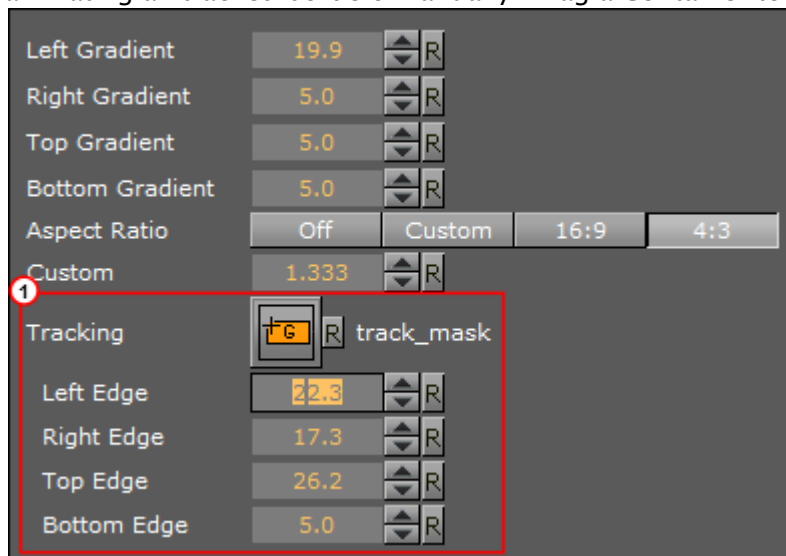 Left Gradient 19.9 R
Right Gradient 5.0 R
Top Gradient 5.0 R
Bottom Gradient 5.0 R
Aspect Ratio Off Custom 16:9 4:3
Custom 1.333 R
1
Tracking G R track_mask
Left Edge 22.3 R
Right Edge 17.3 R
Top Edge 26.2 R
Bottom Edge 5.0 R